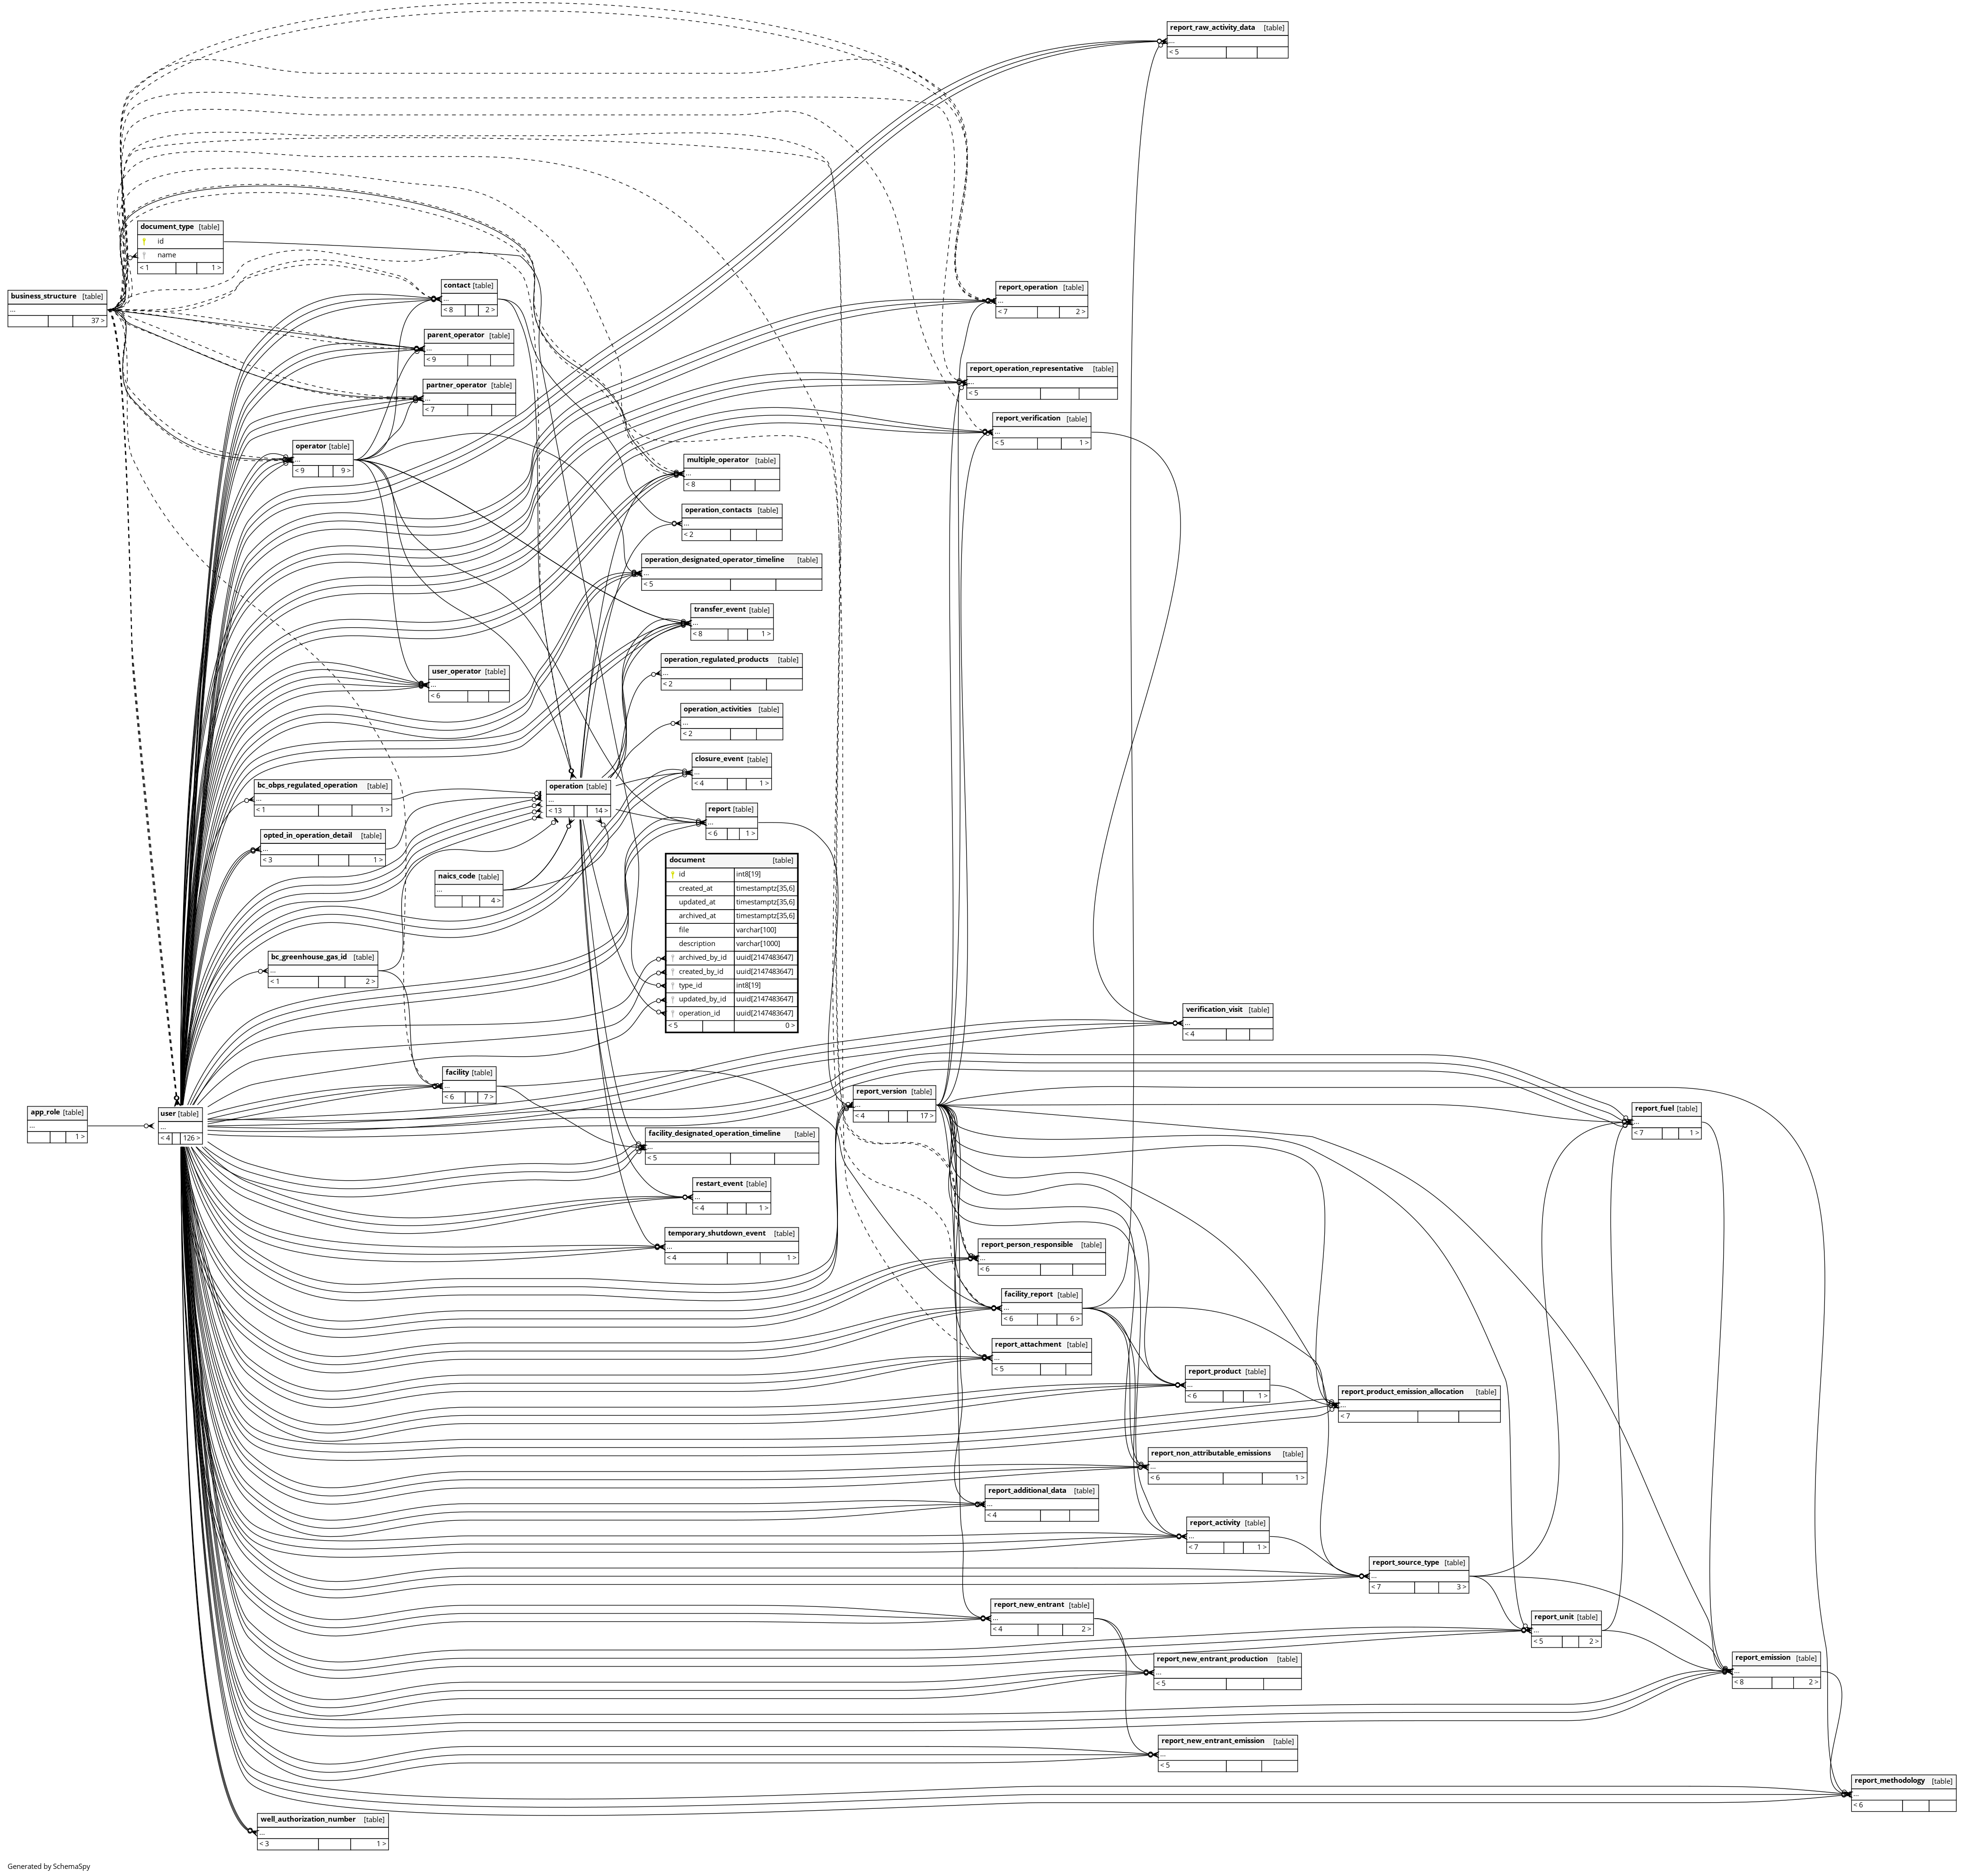 report_raw_activity_data [table]
...
< 5
document_type [table]
id
name
< 1 1 >
business_structure [table]
...
37 >
contact [table]
...
< 8 2 >
report_operation [table]
...
< 7 2 >
parent_operator [table]
...
< 9
report_operation_representative [table]
...
< 5
partner_operator [table]
...
< 7
report_verification [table]
...
< 5 1 >
operator [table]
...
< 9 9 >
multiple_operator [table]
...
< 8
operation_contacts [table]
...
< 2
operation_designated_operator_timeline [table]
...
< 5
transfer_event [table]
...
< 8 1 >
operation_regulated_products [table]
...
< 2
user_operator [table]
...
< 6
operation_activities [table]
...
< 2
closure_event [table]
...
< 4 1 >
bc_obps_regulated_operation [table]
...
< 1 1 >
operation [table]
...
< 13 14 >
report [table]
...
< 6 1 >
opted_in_operation_detail [table]
...
< 3 1 >
document [table]
id int8[19]
created_at timestamptz[35,6]
updated_at timestamptz[35,6]
archived_at timestamptz[35,6]
file varchar[100]
description varchar[1000]
archived_by_id uuid[2147483647]
created_by_id uuid[2147483647]
type_id int8[19]
updated_by_id uuid[2147483647]
operation_id uuid[2147483647]
< 5 0 >
naics_code [table]
...
4 >
bc_greenhouse_gas_id [table]
...
< 1 2 >
verification_visit [table]
...
< 4
facility [table]
...
< 6 7 >
report_version [table]
...
< 4 17 >
report_fuel [table]
...
< 7 1 >
app_role [table]
...
1 >
user [table]
...
< 4 126 >
facility_designated_operation_timeline [table]
...
< 5
restart_event [table]
...
< 4 1 >
temporary_shutdown_event [table]
...
< 4 1 >
report_person_responsible [table]
...
< 6
facility_report [table]
...
< 6 6 >
report_attachment [table]
...
< 5
report_product [table]
...
< 6 1 >
report_product_emission_allocation [table]
...
< 7
report_non_attributable_emissions [table]
...
< 6 1 >
report_additional_data [table]
...
< 4
report_activity [table]
...
< 7 1 >
report_source_type [table]
...
< 7 3 >
report_new_entrant [table]
...
< 4 2 >
report_unit [table]
...
< 5 2 >
report_new_entrant_production [table]
...
< 5
report_emission [table]
...
< 8 2 >
report_new_entrant_emission [table]
...
< 5
report_methodology [table]
...
< 6
well_authorization_number [table]
...
< 3 1 >
Generated by SchemaSpy